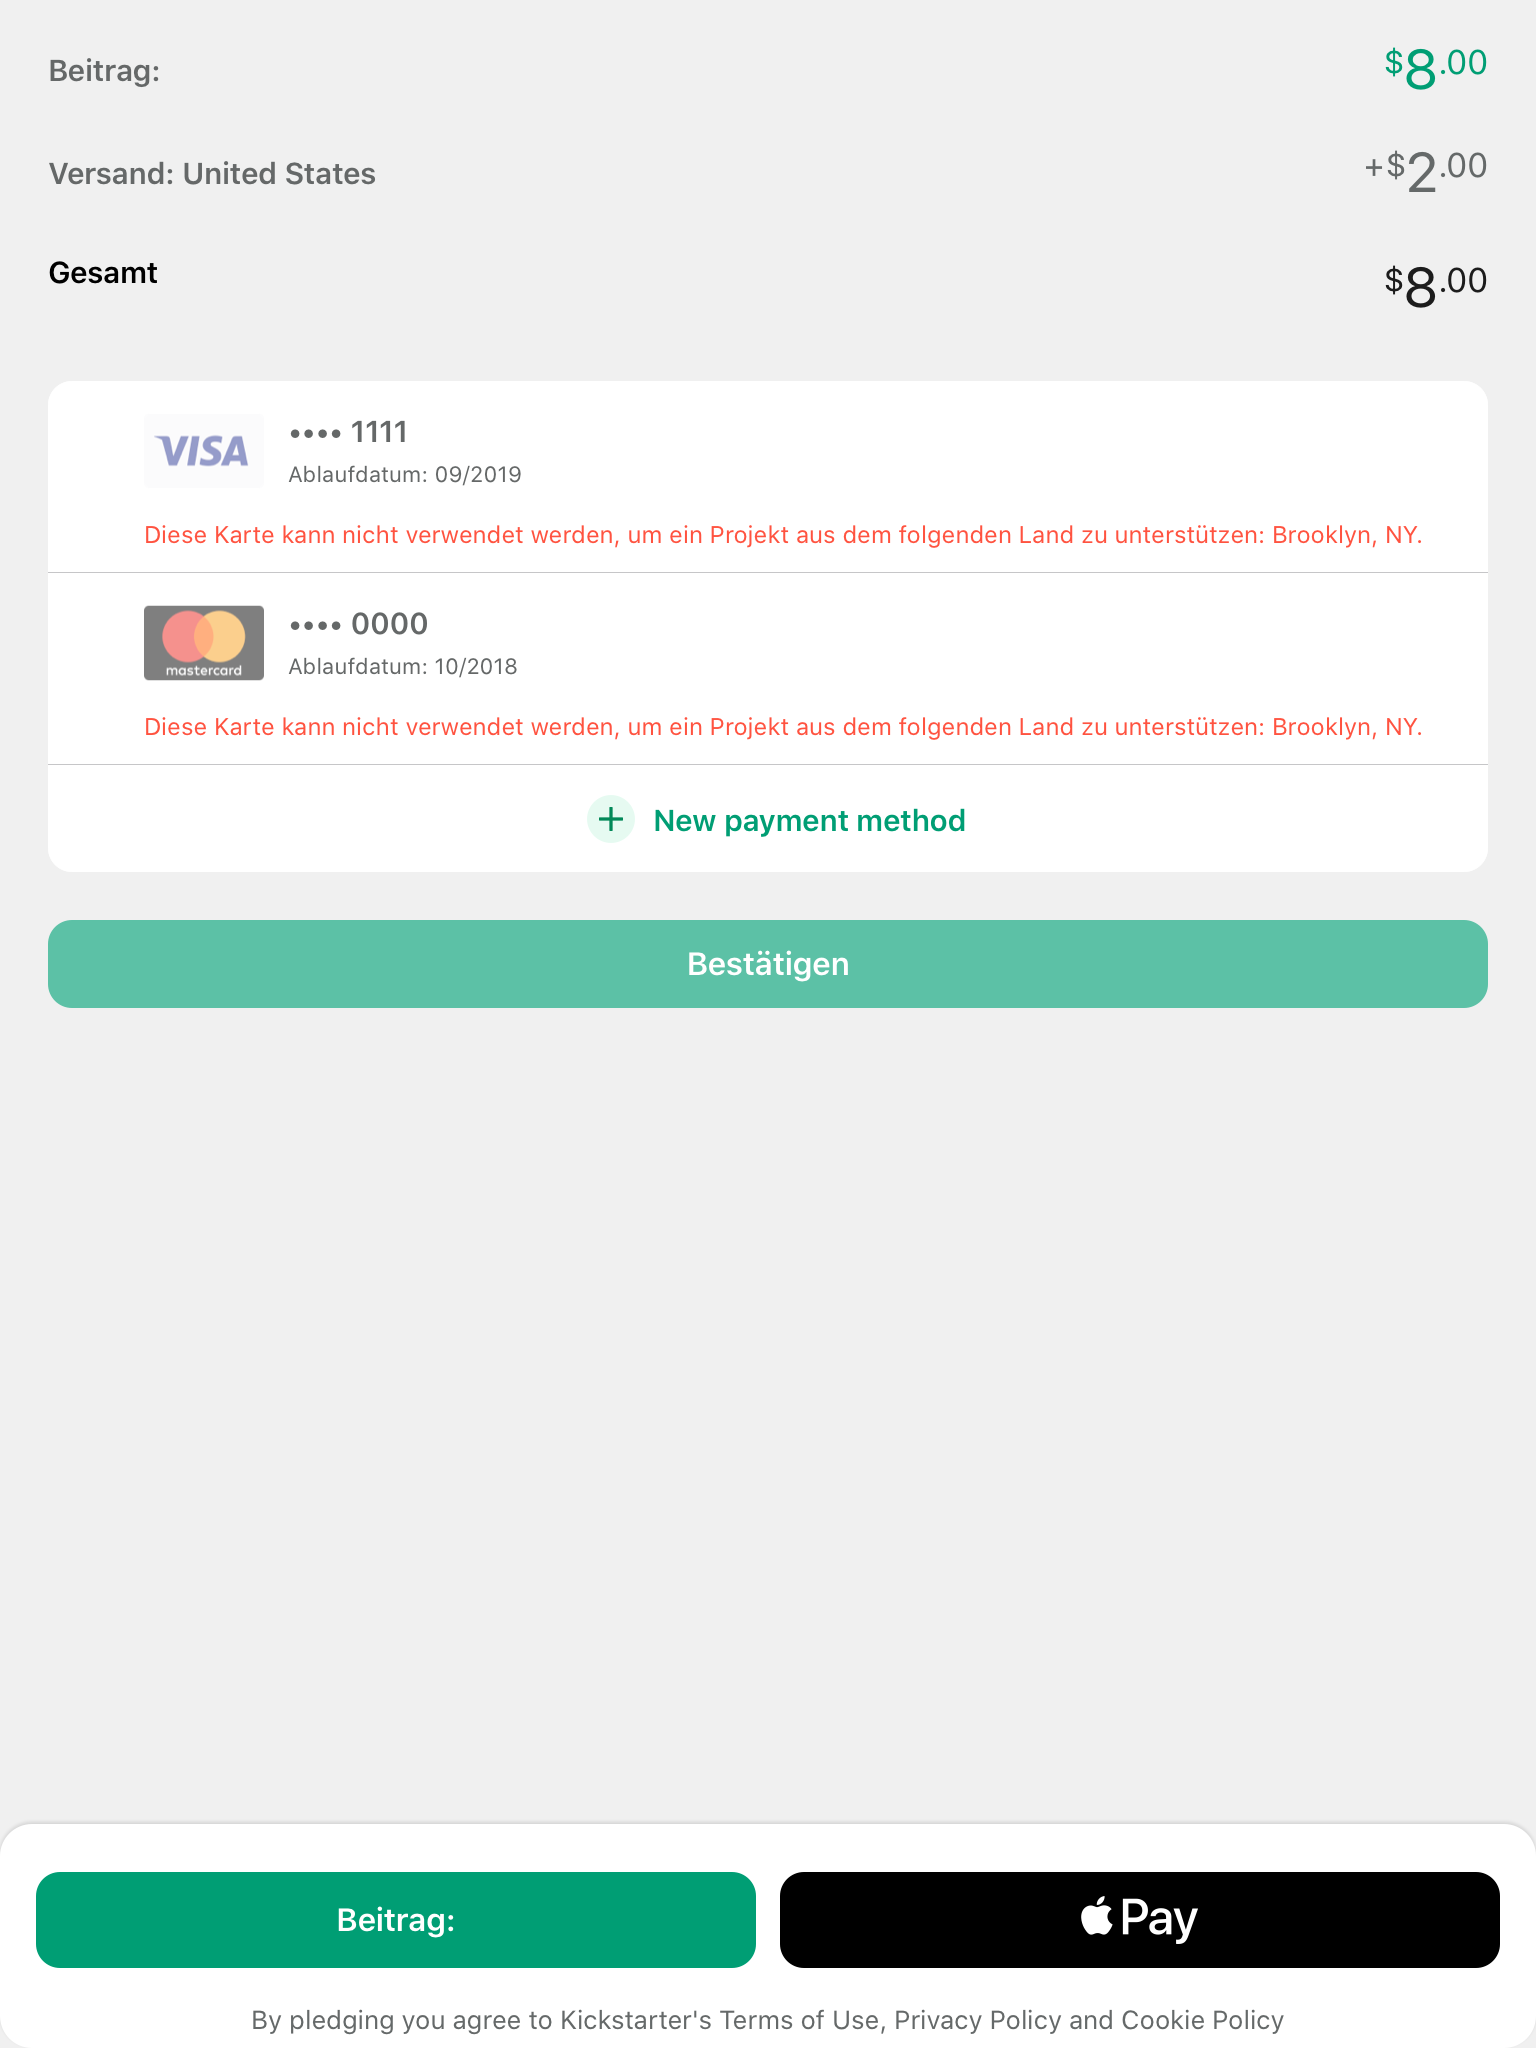 Beitrag:
$8.00
Versand: United States
+$2.00
Gesamt
$8.00
VISA
•••• 1111
Ablaufdatum: 09/2019
Diese Karte kann nicht verwendet werden, um ein Projekt aus dem folgenden Land zu unterstützen: Brooklyn, NY.
mastercard
•••• 0000
Ablaufdatum: 10/2018
Diese Karte kann nicht verwendet werden, um ein Projekt aus dem folgenden Land zu unterstützen: Brooklyn, NY.
New payment method
Bestätigen
Beitrag:
Pay
By pledging you agree to Kickstarter's Terms of Use, Privacy Policy and Cookie Policy